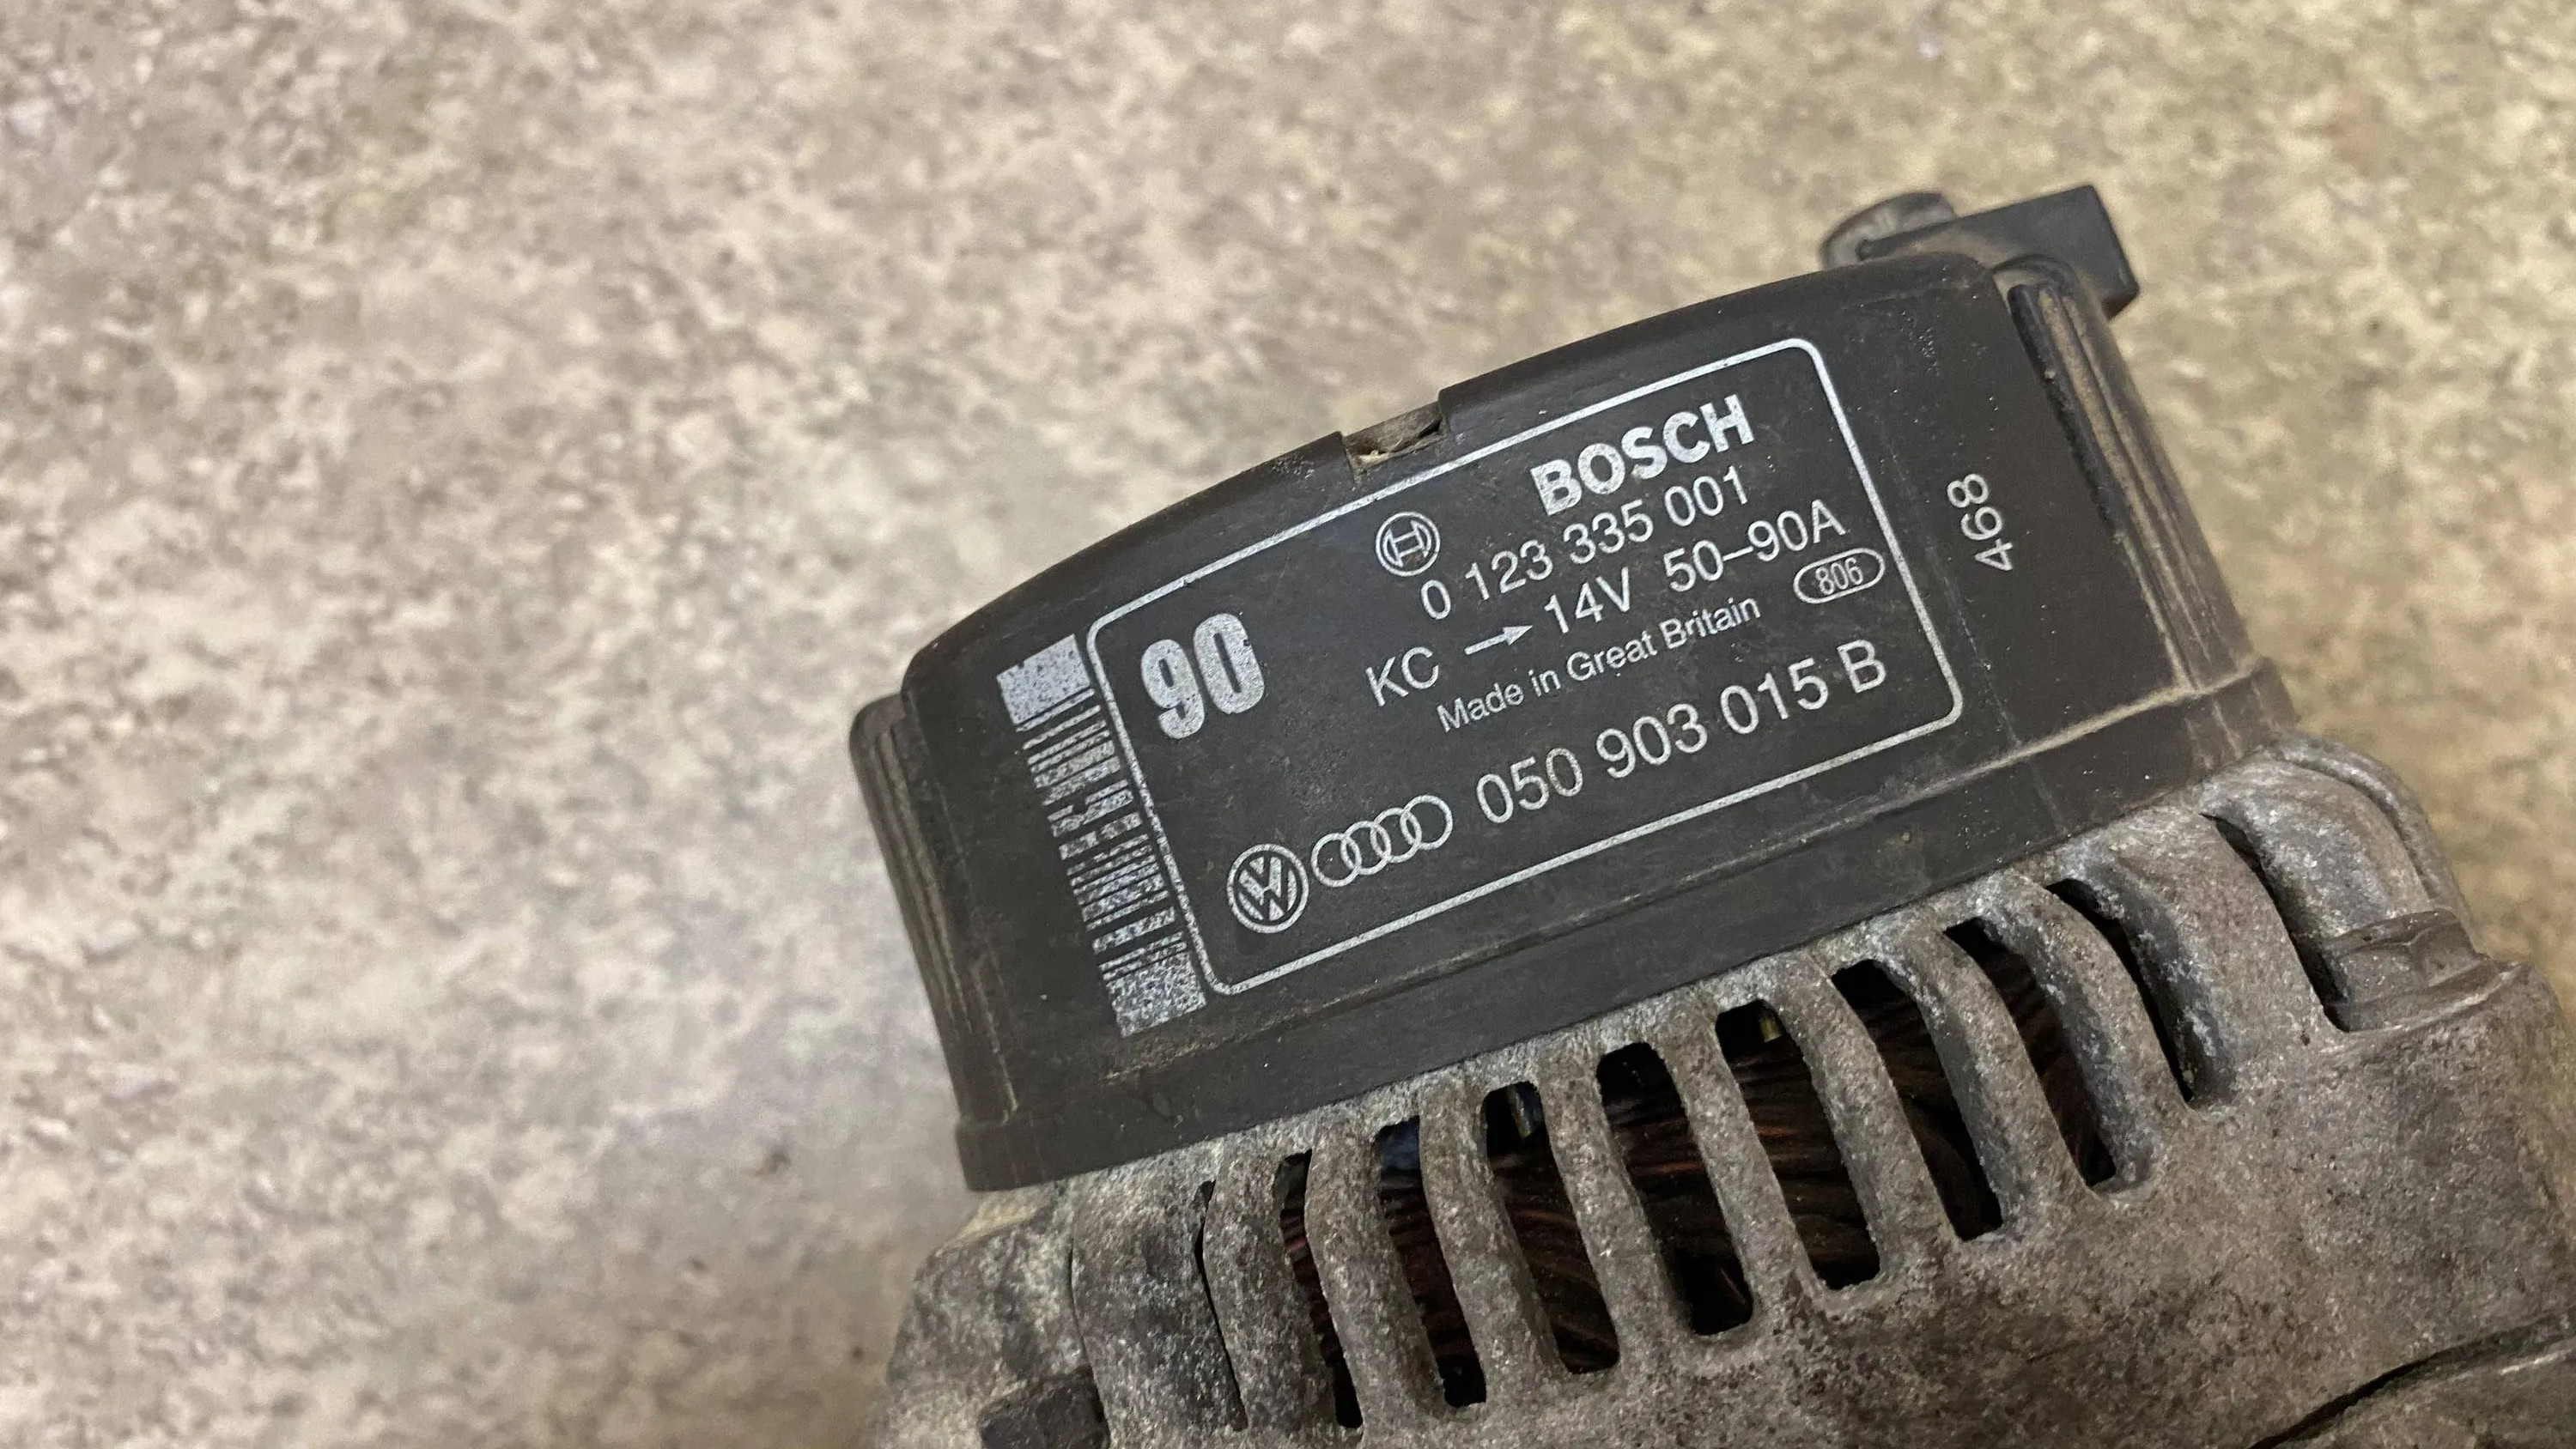 BOSCH
0 123 335 001
KC → 14V 50–90A
Made in Great Britain 806
90
050 903 015 B
468